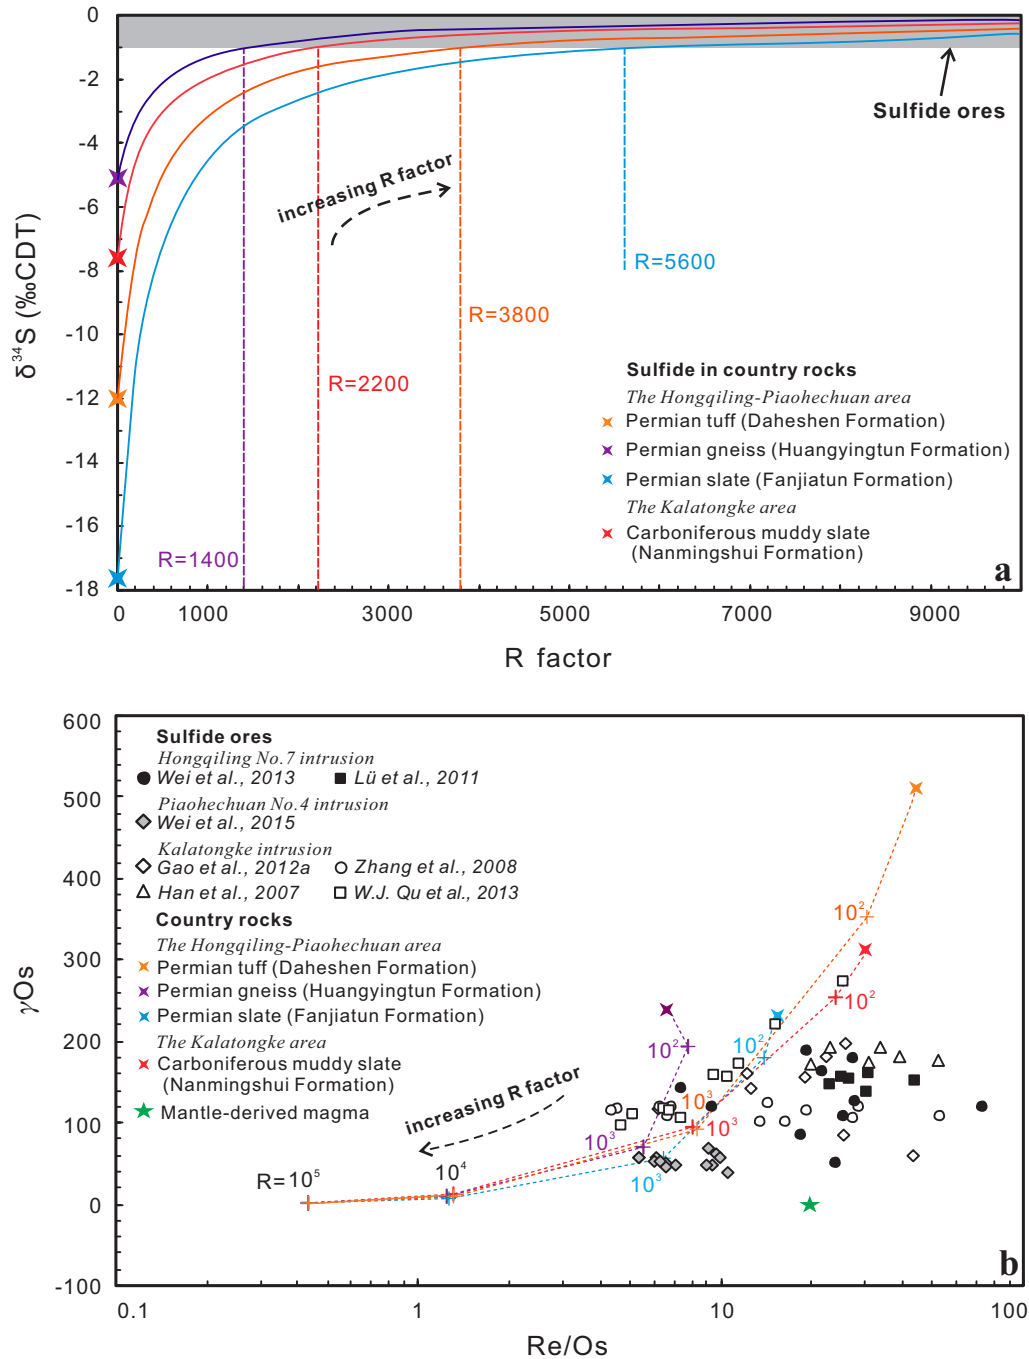 0
-2
-4
-6
-8
-10
-12
-14
-16
-18
δ³⁴S (‰CDT)
Sulfide ores
increasing R factor
R=5600
R=3800
R=2200
R=1400
Sulfide in country rocks
The Hongqiling-Piaohechuan area
Permian tuff (Daheshen Formation)
Permian gneiss (Huangyingtun Formation)
Permian slate (Fanjiatun Formation)
The Kalatongke area
Carboniferous muddy slate
(Nanmingshui Formation)
a
0 1000 3000 5000 7000 9000
R factor
600
500
400
300
200
100
0
-100
γOs
Sulfide ores
Hongqiling No.7 intrusion
Wei et al., 2013 Lü et al., 2011
Piaohechuan No.4 intrusion
Wei et al., 2015
Kalatongke intrusion
Gao et al., 2012a Zhang et al., 2008
Han et al., 2007 W.J. Qu et al., 2013
Country rocks
The Hongqiling-Piaohechuan area
Permian tuff (Daheshen Formation)
Permian gneiss (Huangyingtun Formation)
Permian slate (Fanjiatun Formation)
The Kalatongke area
Carboniferous muddy slate
(Nanmingshui Formation)
Mantle-derived magma
10²
10²
10²
10²
10³
10³
10³
10³
increasing R factor
R=10⁵
10⁴
b
0.1 1 10 100
Re/Os